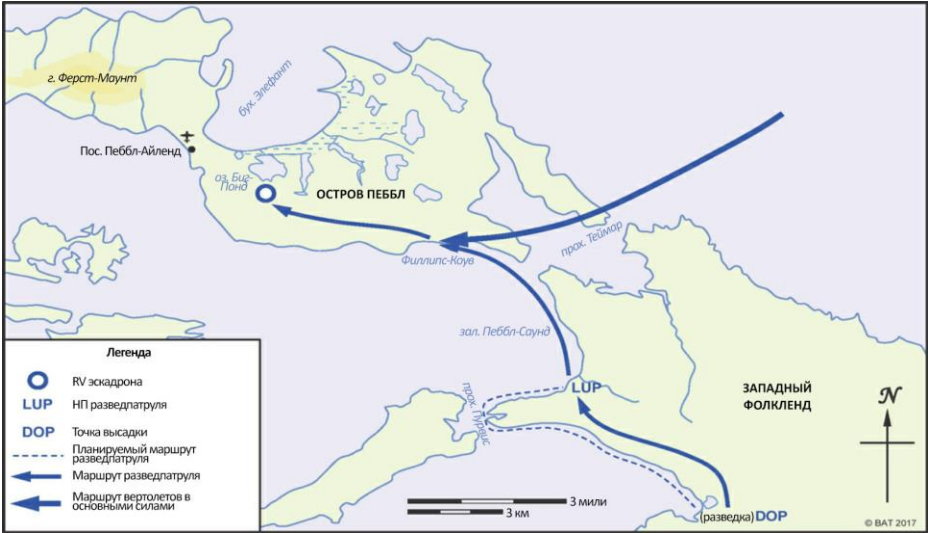 г. Ферст-Маунт
бух. Элефант
Пос. Пеббл-Айленд
оз. Биг-
Понд
ОСТРОВ ПЕББЛ
прох. Теймар
Филлипс-Коув
зал. Пеббл-Саунд
прох. Пурвис
LUP
ЗАПАДНЫЙ
ФОЛКЛЕНД
N
(разведка) DOP
3 мили
3 км
© BAT 2017
Легенда
RV эскадрона
LUP НП разведпатруля
DOP Точка высадки
Планируемый маршрут
разведпатруля
Маршрут разведпатруля
Маршрут вертолетов в
основными силами